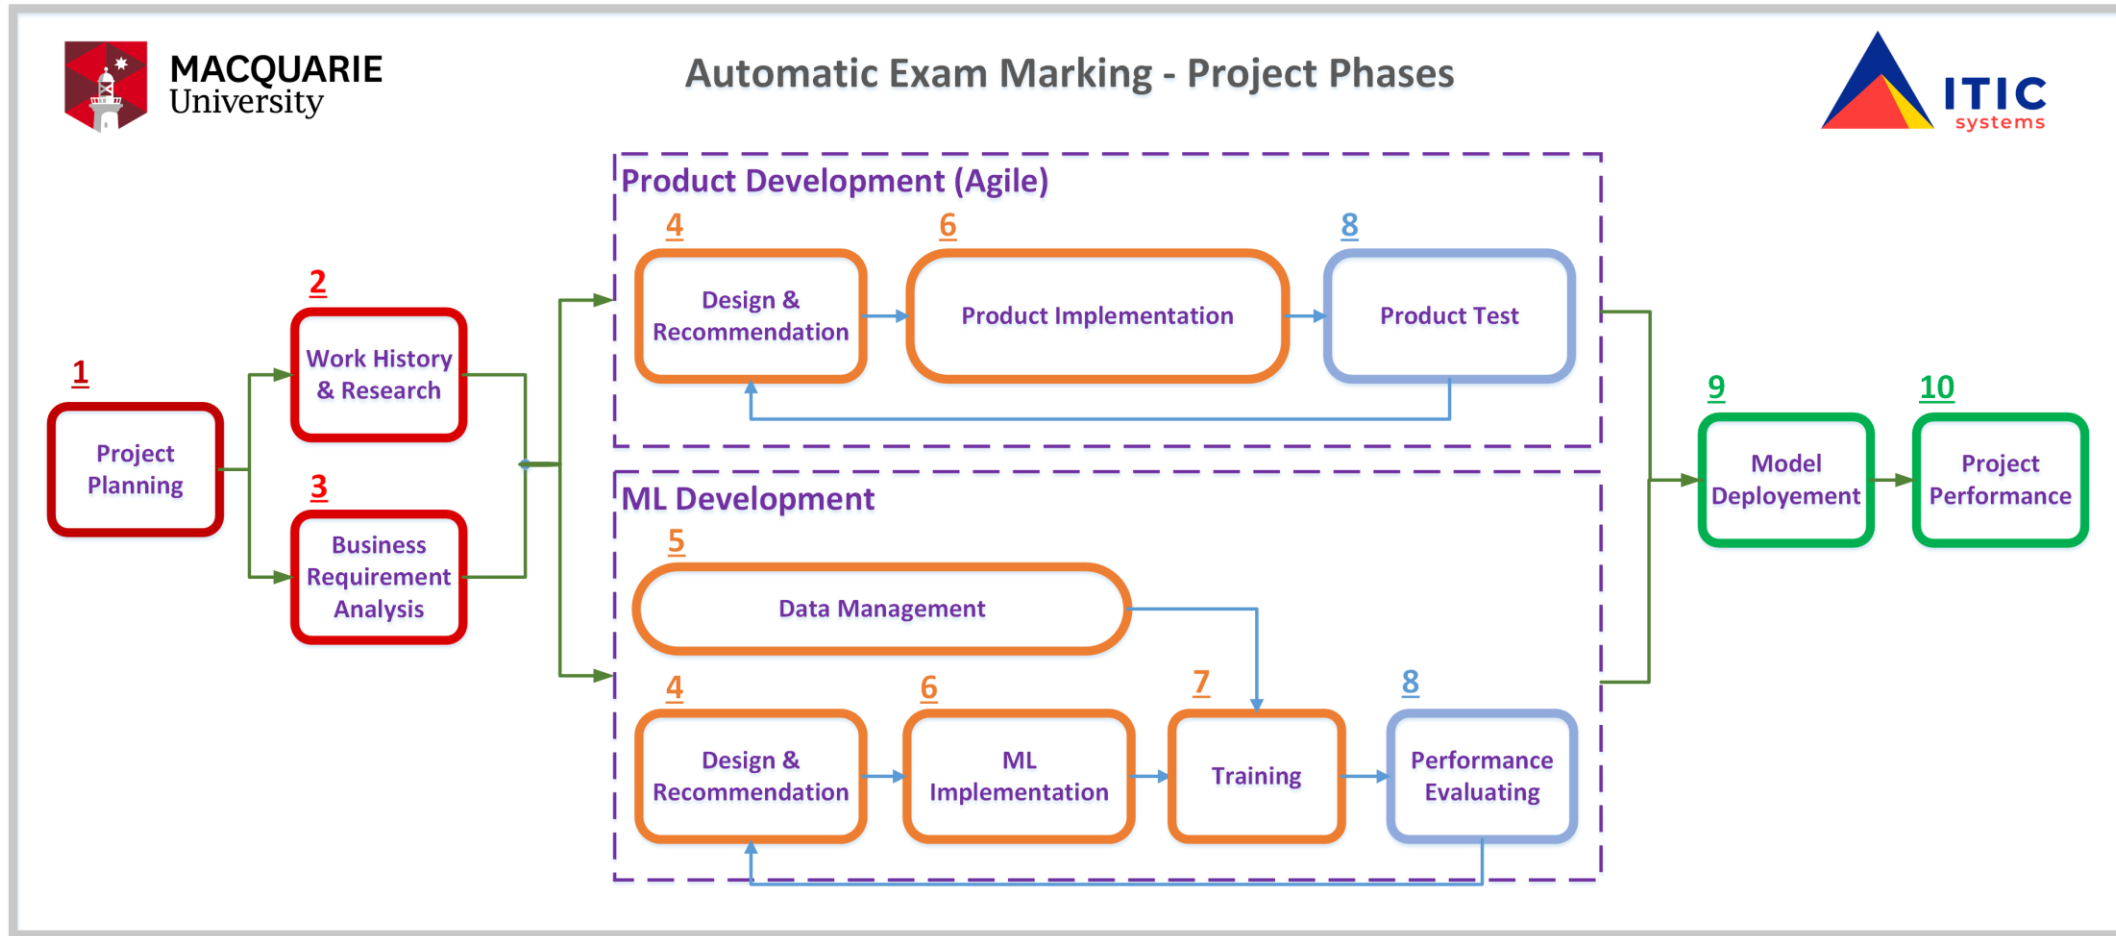 MACQUARIE
University
Automatic Exam Marking - Project Phases
ITIC
systems
1
Project
Planning
2
Work History
& Research
3
Business
Requirement
Analysis
Product Development (Agile)
4
Design &
Recommendation
6
Product Implementation
8
Product Test
ML Development
5
Data Management
4
Design &
Recommendation
6
ML
Implementation
7
Training
8
Performance
Evaluating
9
Model
Deployement
10
Project
Performance